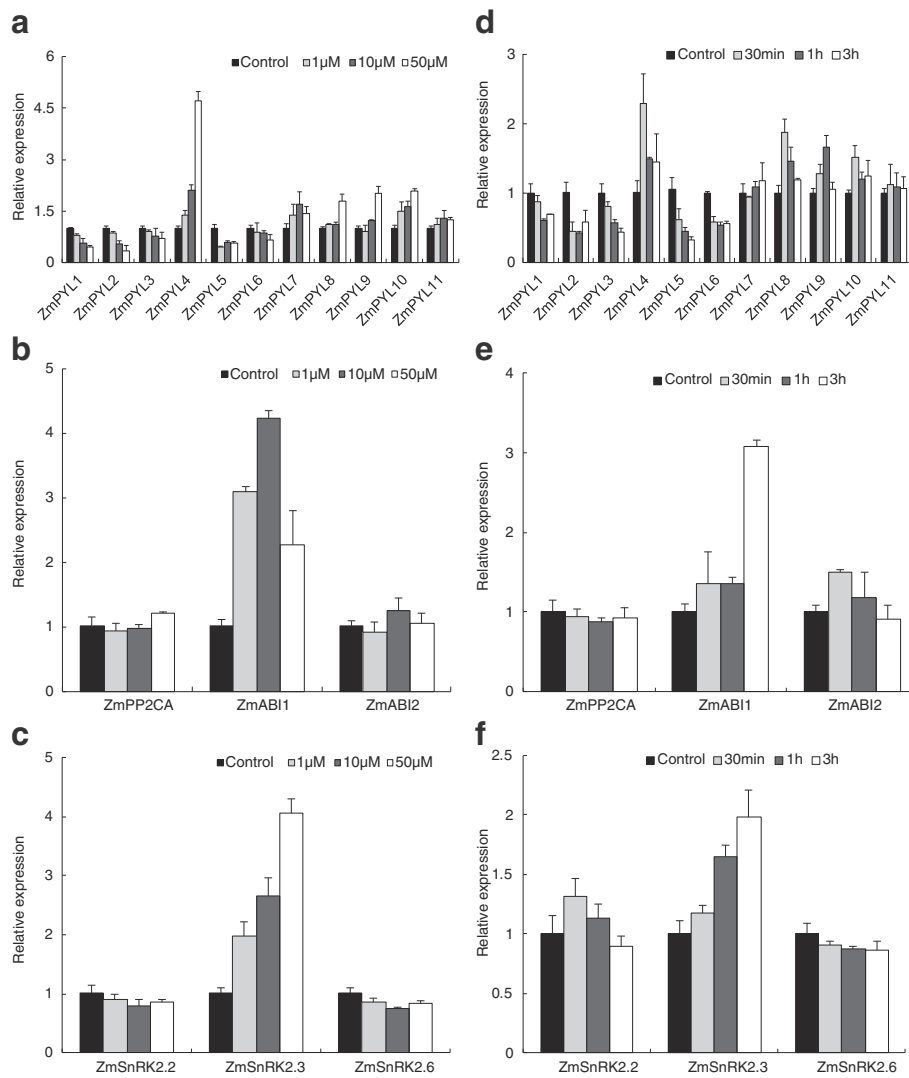 a
Control 1µM 10µM 50µM
6
4.5
3
1.5
0
Relative expression
ZmPYL1
ZmPYL2
ZmPYL3
ZmPYL4
ZmPYL5
ZmPYL6
ZmPYL7
ZmPYL8
ZmPYL9
ZmPYL10
ZmPYL11
d
Control 30min 1h 3h
3
2
1
0
Relative expression
ZmPYL1
ZmPYL2
ZmPYL3
ZmPYL4
ZmPYL5
ZmPYL6
ZmPYL7
ZmPYL8
ZmPYL9
ZmPYL10
ZmPYL11
b
Control 1µM 10µM 50µM
5
4
3
2
1
0
Relative expression
ZmPP2CA ZmABI1 ZmABI2
e
Control 30min 1h 3h
4
3
2
1
0
Relative expression
ZmPP2CA ZmABI1 ZmABI2
c
Control 1µM 10µM 50µM
5
4
3
2
1
0
Relative expression
ZmSnRK2.2 ZmSnRK2.3 ZmSnRK2.6
f
Control 30min 1h 3h
2.5
2
1.5
1
0.5
0
Relative expression
ZmSnRK2.2 ZmSnRK2.3 ZmSnRK2.6